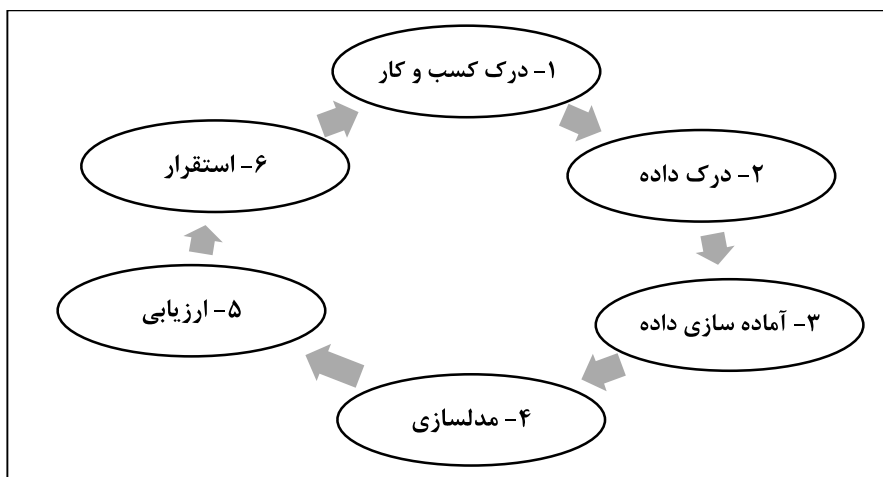 ۱- درک کسب و کار
۲- درک داده
۳- آماده سازی داده
۴- مدلسازی
۵- ارزیابی
۶- استقرار